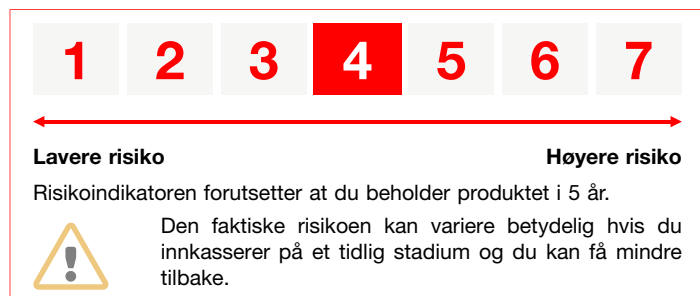 1 2 3 4 5 6 7
Lavere risiko Høyere risiko
Risikoindikatoren forutsetter at du beholder produktet i 5 år.
Den faktiske risikoen kan variere betydelig hvis du
innkasserer på et tidlig stadium og du kan få mindre
tilbake.